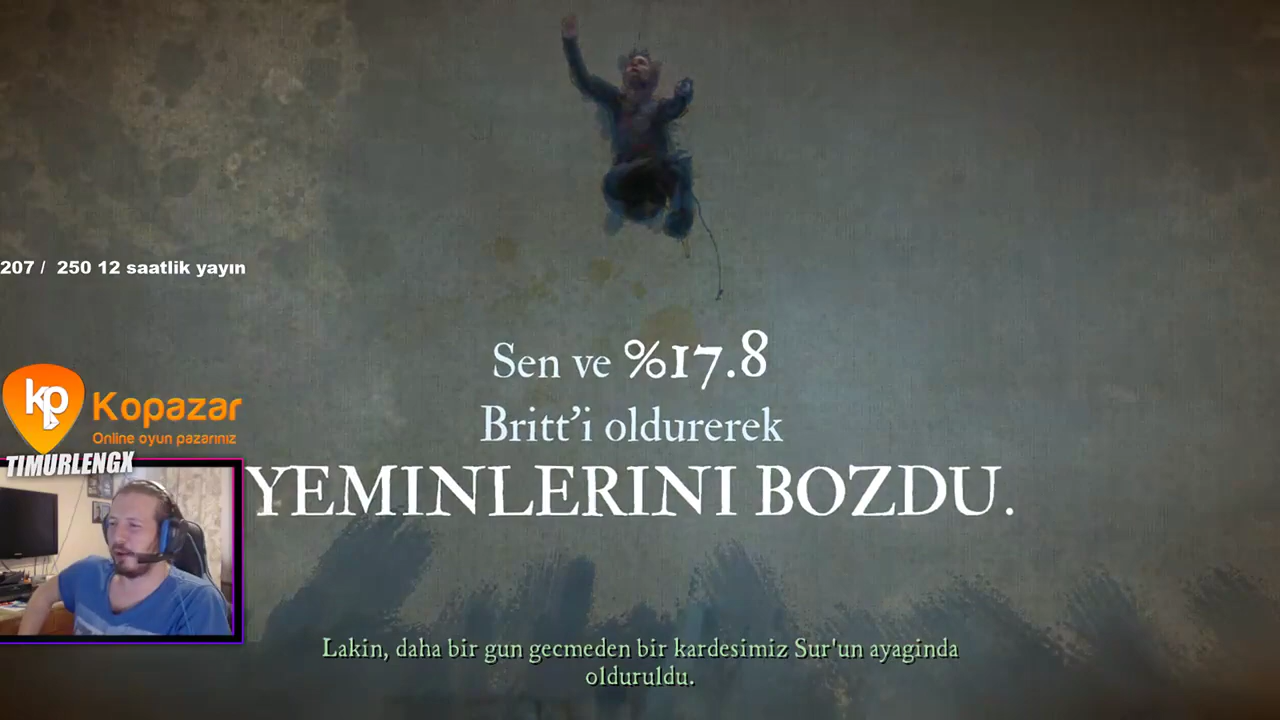 207 / 250 12 saatlik yayın
Sen ve %17.8
Britt'i oldurerek
YEMINLERINI BOZDU.
kp
Kopazar
Online oyun pazarınız
TIMURLENGX
Lakin, daha bir gun gecmeden bir kardesimiz Sur'un ayaginda
olduruldu.